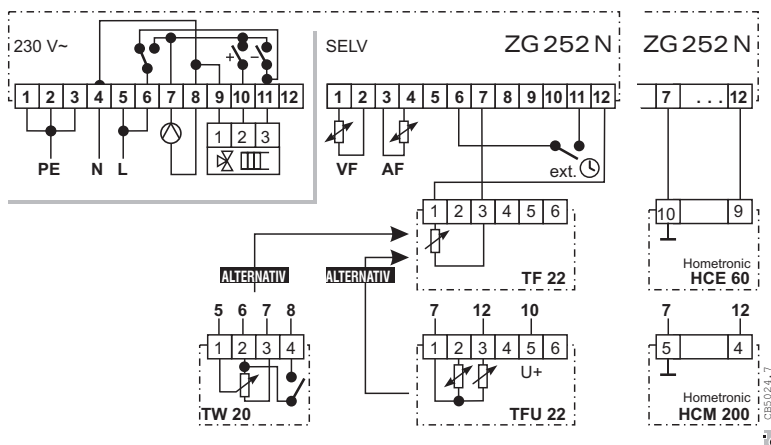 230 V~
SELV
ZG 252 N
ZG 252 N
+ −
1 2 3 4 5 6 7 8 9 10 11 12
1 2 3 4 5 6 7 8 9 10 11 12
7 . . . 12
1 2 3
PE N L
VF AF
ext.
1 2 3 4 5 6
TF 22
10 9
Hometronic
HCE 60
ALTERNATIV
ALTERNATIV
5 6 7 8
7 12 10
7 12
1 2 3 4
1 2 3 4 5 6
5 4
U+
TW 20
TFU 22
Hometronic
HCM 200
CB5024.7